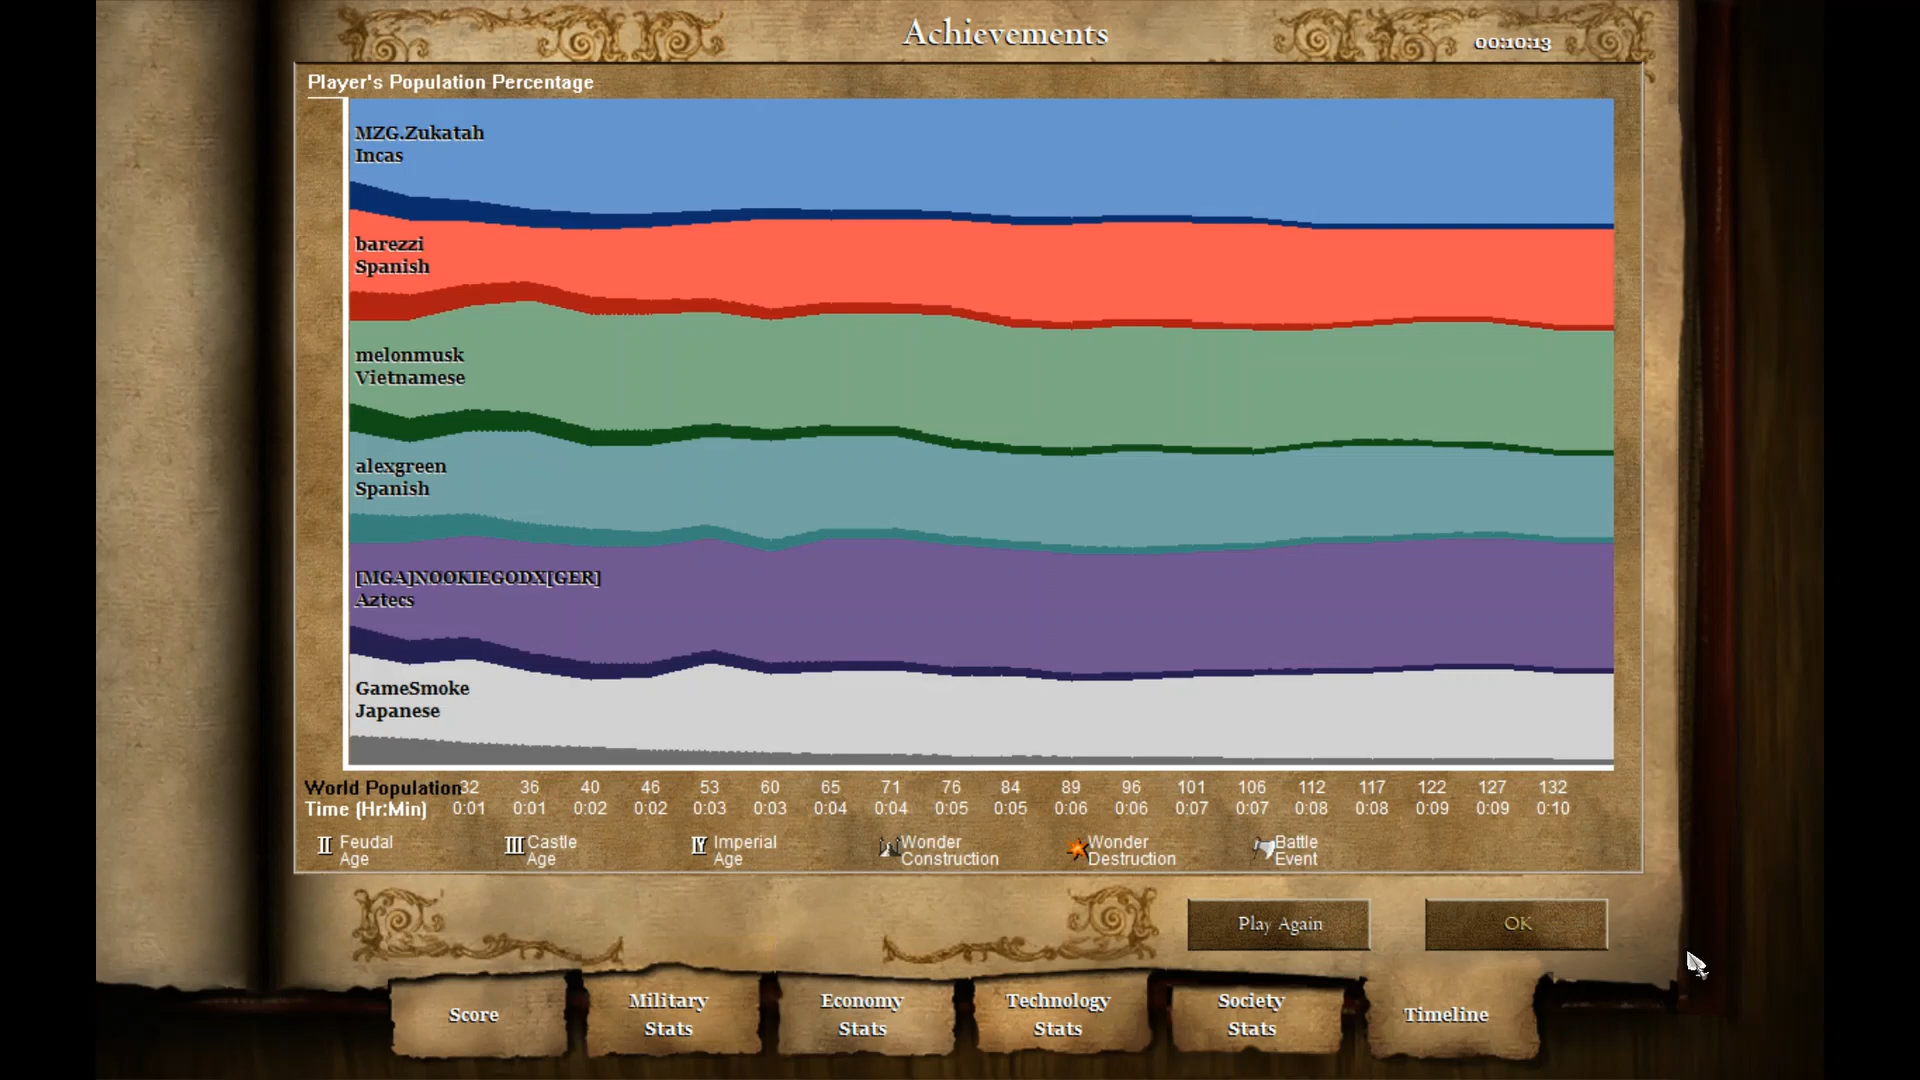 Achievements
00:10:13
Player's Population Percentage
MZG.Zukatah
Incas
barezzi
Spanish
melonmusk
Vietnamese
alexgreen
Spanish
[MGA]NOOKIEGODX[GER]
Aztecs
GameSmoke
Japanese
World Population 32 36 40 46 53 60 65 71 76 84 89 96 101 106 112 117 122 127 132
Time (Hr:Min) 0:01 0:01 0:02 0:02 0:03 0:03 0:04 0:04 0:05 0:05 0:06 0:06 0:07 0:07 0:08 0:08 0:09 0:09 0:10
II Feudal Age
III Castle Age
IV Imperial Age
Wonder Construction
Wonder Destruction
Battle Event
Play Again
OK
Score
Military Stats
Economy Stats
Technology Stats
Society Stats
Timeline